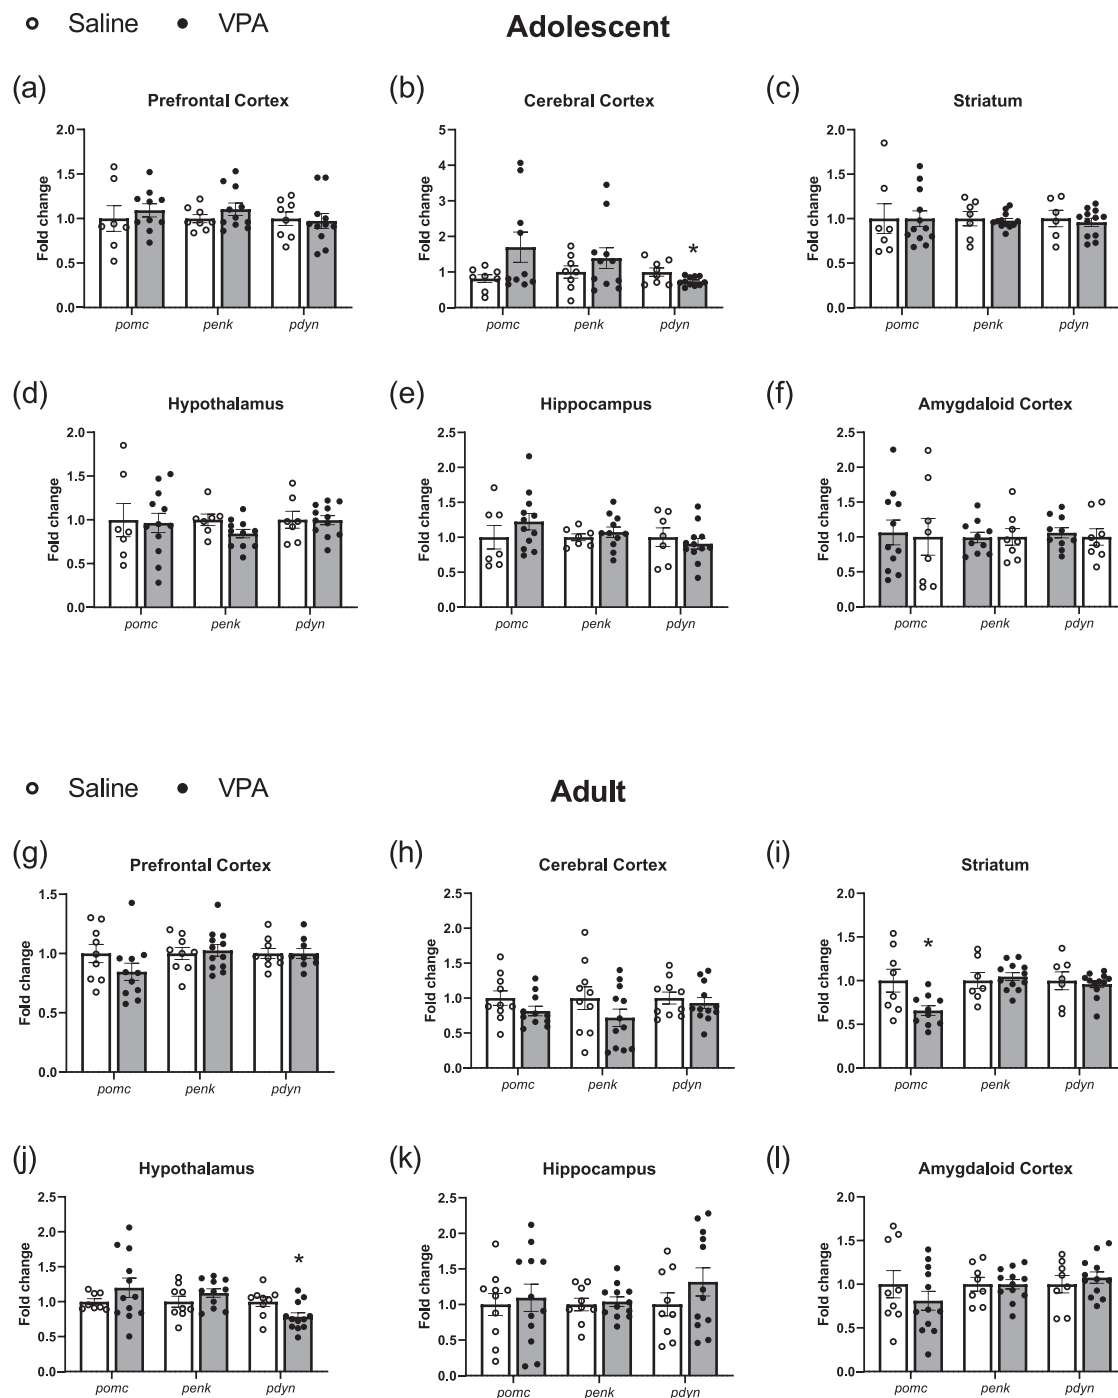 Saline VPA Adolescent
(a) Prefrontal Cortex
Fold change
2.0
1.5
1.0
0.5
0.0
pomc penk pdyn
(b) Cerebral Cortex
Fold change
5
4
3
2
1
0
*
pomc penk pdyn
(c) Striatum
Fold change
2.0
1.5
1.0
0.5
0.0
pomc penk pdyn
(d) Hypothalamus
Fold change
2.0
1.5
1.0
0.5
0.0
pomc penk pdyn
(e) Hippocampus
Fold change
2.5
2.0
1.5
1.0
0.5
0.0
pomc penk pdyn
(f) Amygdaloid Cortex
Fold change
2.5
2.0
1.5
1.0
0.5
0.0
pomc penk pdyn
Saline VPA Adult
(g) Prefrontal Cortex
Fold change
1.5
1.0
0.5
0.0
pomc penk pdyn
(h) Cerebral Cortex
Fold change
2.5
2.0
1.5
1.0
0.5
0.0
pomc penk pdyn
(i) Striatum
Fold change
2.0
1.5
1.0
0.5
0.0
*
pomc penk pdyn
(j) Hypothalamus
Fold change
2.5
2.0
1.5
1.0
0.5
0.0
*
pomc penk pdyn
(k) Hippocampus
Fold change
2.5
2.0
1.5
1.0
0.5
0.0
pomc penk pdyn
(l) Amygdaloid Cortex
Fold change
2.0
1.5
1.0
0.5
0.0
pomc penk pdyn